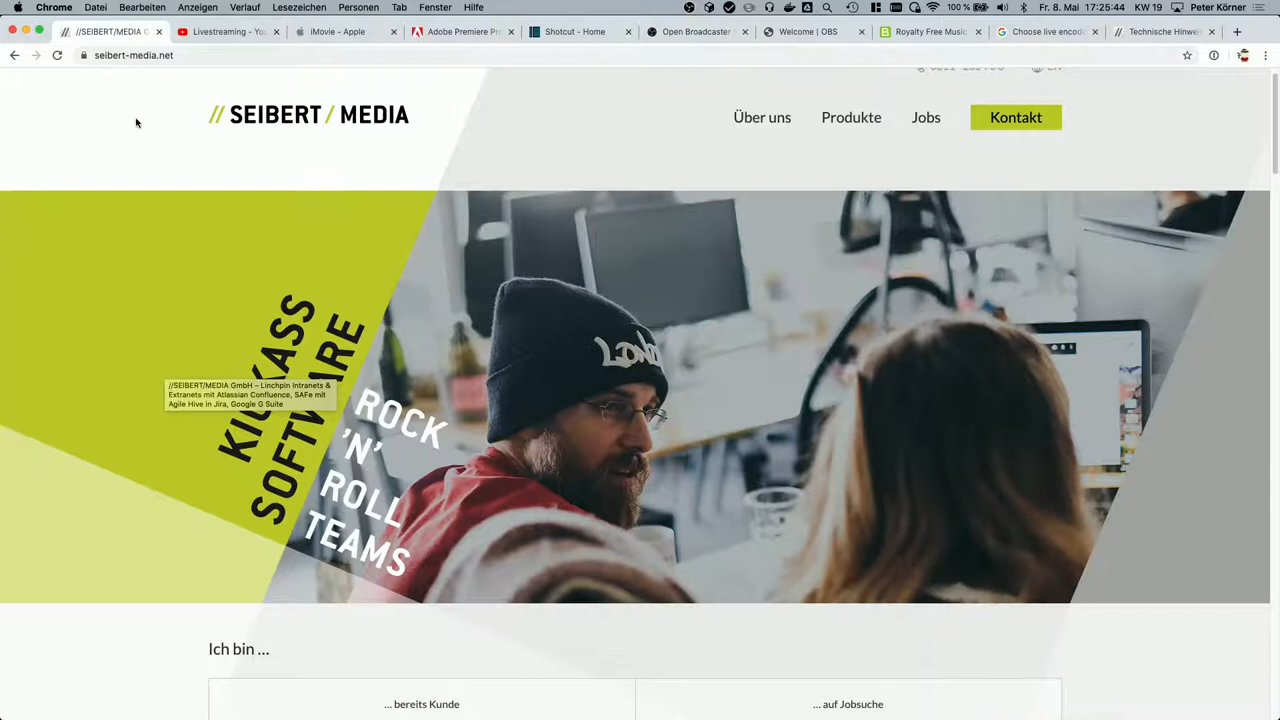 Chrome Datei Bearbeiten Anzeigen Verlauf Lesezeichen Personen Tab Fenster Hilfe 100 % Fr. 8. Mai 17:25:44 KW 19 Peter Körner
//SEIBERT/MEDIA G Livestreaming - Yo iMovie - Apple Adobe Premiere Pr Shotcut - Home Open Broadcaster Welcome | OBS Royalty Free Music Choose live encod Technische Hinwei
seibert-media.net
// SEIBERT / MEDIA
Über uns Produkte Jobs Kontakt
KICKASS
SOFTWARE
ROCK
'N'
ROLL
TEAMS
//SEIBERT/MEDIA GmbH – Linchpin Intranets &
Extranets mit Atlassian Confluence, SAFe mit
Agile Hive in Jira, Google G Suite
Ich bin ...
... bereits Kunde ... auf Jobsuche